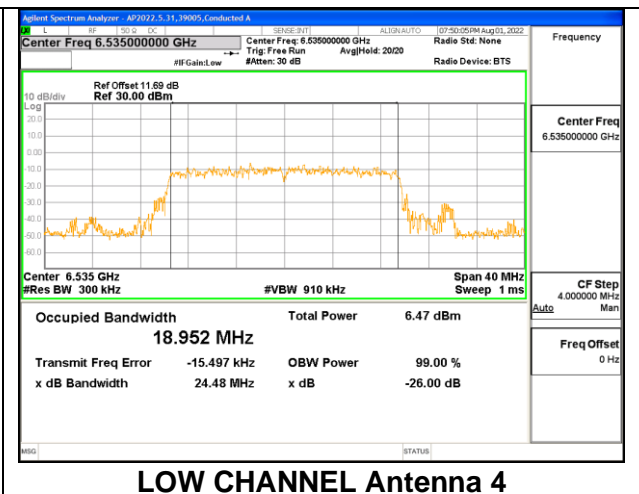 Agilent Spectrum Analyzer - AP2022.5.31,39005,Conducted A
L RF 50 Ω DC SENSE:INT ALIGN AUTO 07:50:05 PM Aug 01, 2022
Center Freq 6.535000000 GHz
Center Freq: 6.535000000 GHz
Radio Std: None
Trig: Free Run Avg|Hold: 20/20
#IFGain:Low
#Atten: 30 dB
Radio Device: BTS
Frequency
Ref Offset 11.69 dB
10 dB/div Ref 30.00 dBm
Log
20.0
10.0
0.00
-10.0
-20.0
-30.0
-40.0
-50.0
-60.0
Center Freq
6.535000000 GHz
Center 6.535 GHz Span 40 MHz
#Res BW 300 kHz #VBW 910 kHz Sweep 1 ms
CF Step
4.000000 MHz
Auto Man
Occupied Bandwidth Total Power 6.47 dBm
18.952 MHz
Transmit Freq Error -15.497 kHz OBW Power 99.00 %
x dB Bandwidth 24.48 MHz x dB -26.00 dB
Freq Offset
0 Hz
MSG STATUS
LOW CHANNEL Antenna 4